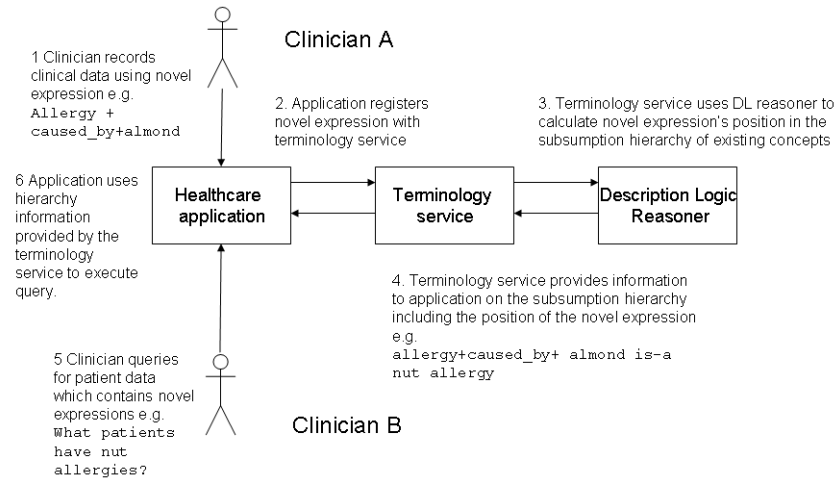 Clinician A
1 Clinician records
clinical data using novel
expression e.g.
Allergy +
caused_by+almond
2. Application registers
novel expression with
terminology service
3. Terminology service uses DL reasoner to
calculate novel expression's position in the
subsumption hierarchy of existing concepts
6 Application uses
hierarchy
information
provided by the
terminology
service to execute
query.
Healthcare
application
Terminology
service
Description Logic
Reasoner
4. Terminology service provides information
to application on the subsumption hierarchy
including the position of the novel expression
e.g.
allergy+caused_by+ almond is-a
nut allergy
5 Clinician queries
for patient data
which contains novel
expressions e.g.
What patients
have nut
allergies?
Clinician B